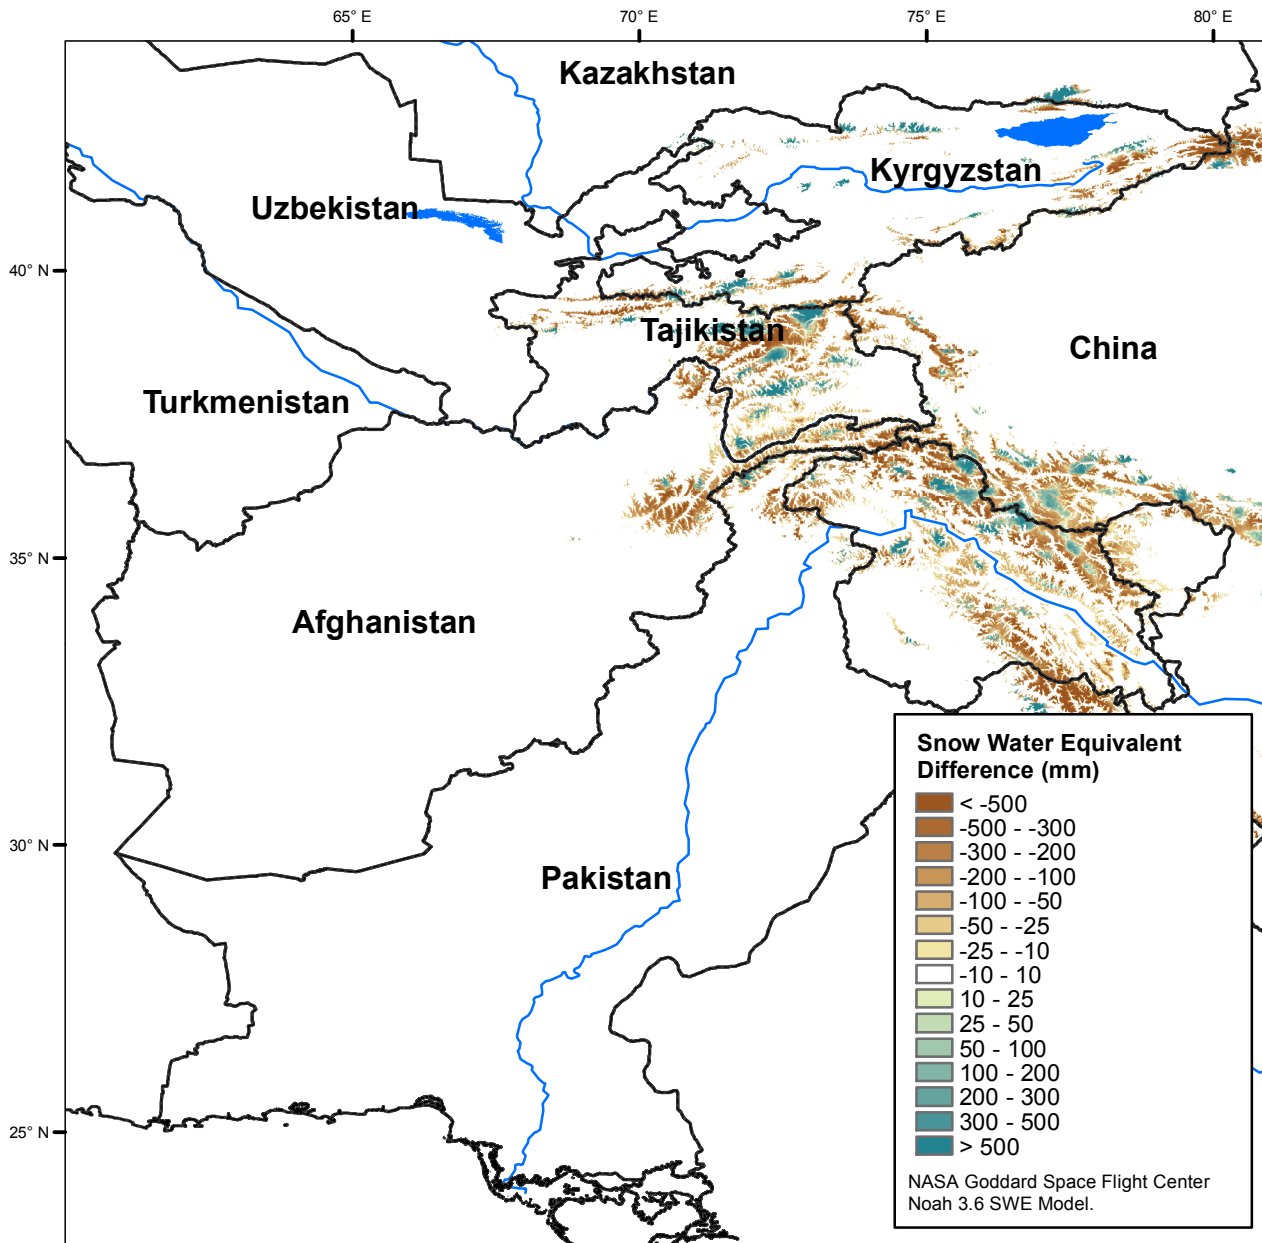 65° E
70° E
75° E
80° E
Kazakhstan
Kyrgyzstan
Uzbekistan
40° N
Tajikistan
China
Turkmenistan
35° N
Afghanistan
30° N
Pakistan
25° N
Snow Water Equivalent
Difference (mm)
< -500
-500 - -300
-300 - -200
-200 - -100
-100 - -50
-50 - -25
-25 - -10
-10 - 10
10 - 25
25 - 50
50 - 100
100 - 200
200 - 300
300 - 500
> 500
NASA Goddard Space Flight Center
Noah 3.6 SWE Model.